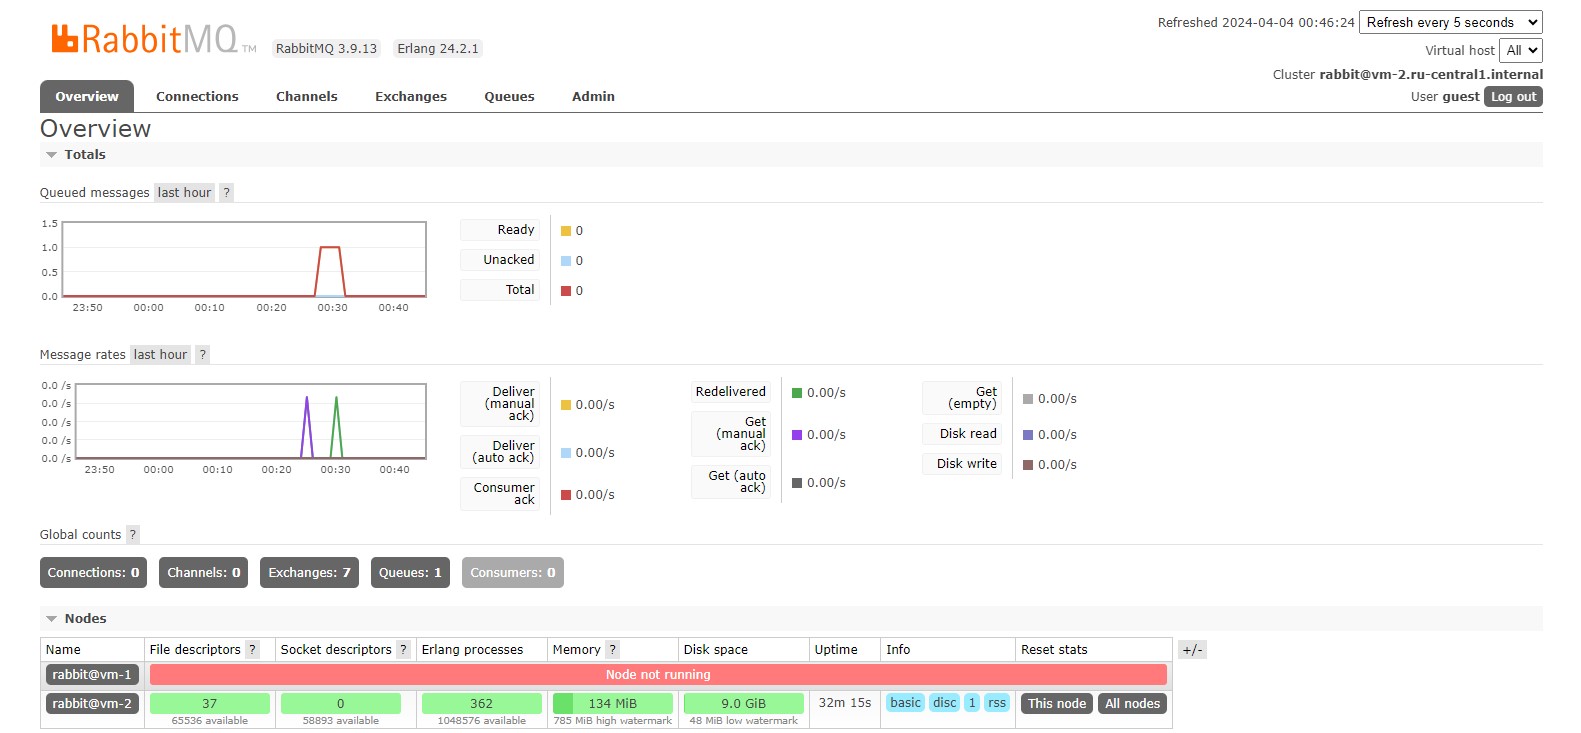 RabbitMQ TM RabbitMQ 3.9.13 Erlang 24.2.1
Refreshed 2024-04-04 00:46:24 Refresh every 5 seconds
Virtual host All
Cluster rabbit@vm-2.ru-central1.internal
User guest Log out
Overview Connections Channels Exchanges Queues Admin
Overview
Totals
Queued messages last hour ?
1.5
1.0
0.5
0.0
23:50 00:00 00:10 00:20 00:30 00:40
Ready 0
Unacked 0
Total 0
Message rates last hour ?
0.0 /s
0.0 /s
0.0 /s
0.0 /s
0.0 /s
23:50 00:00 00:10 00:20 00:30 00:40
Deliver
(manual
ack)
0.00/s
Deliver
(auto ack)
0.00/s
Consumer
ack
0.00/s
Redelivered 0.00/s
Get
(manual
ack)
0.00/s
Get (auto
ack)
0.00/s
Get
(empty)
0.00/s
Disk read 0.00/s
Disk write 0.00/s
Global counts ?
Connections: 0 Channels: 0 Exchanges: 7 Queues: 1 Consumers: 0
Nodes
Name File descriptors ? Socket descriptors ? Erlang processes Memory ? Disk space Uptime Info Reset stats +/-
rabbit@vm-1 Node not running
rabbit@vm-2 37 0 362 134 MiB 9.0 GiB 32m 15s basic disc 1 rss This node All nodes
65536 available 58893 available 1048576 available 785 MiB high watermark 48 MiB low watermark